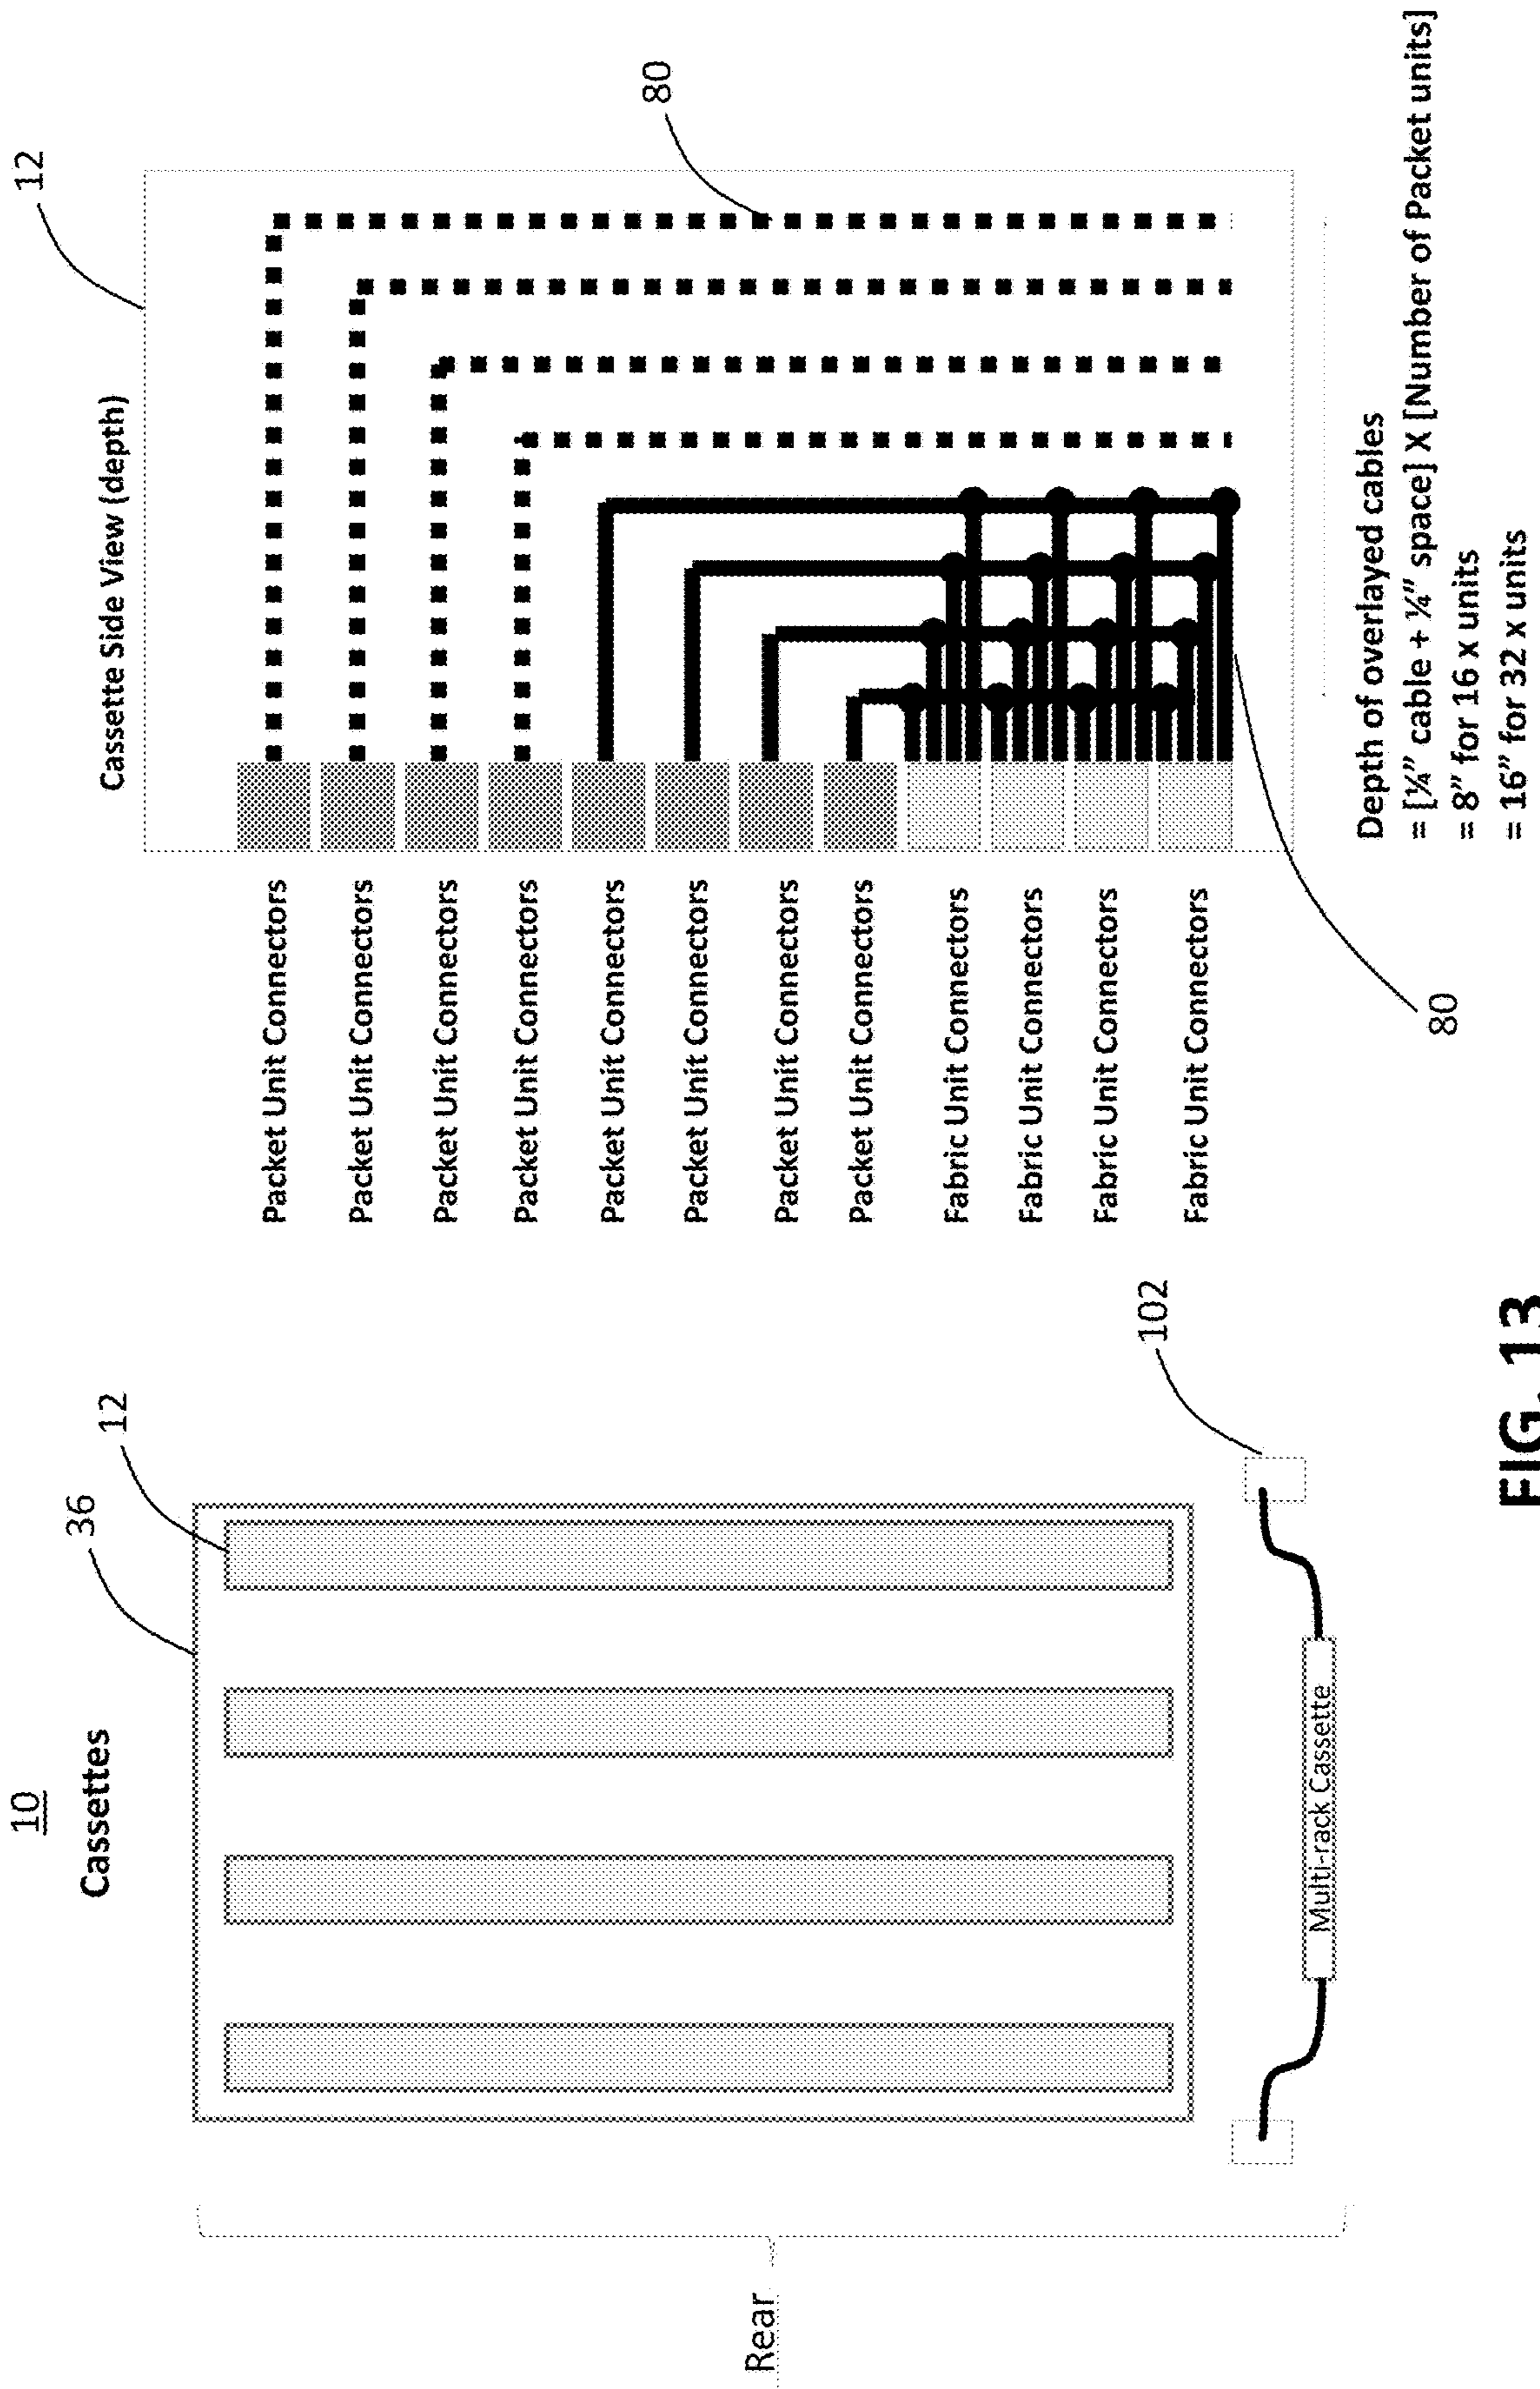 10
Cassettes
36
12
Rear
Multi-rack Cassette
102
12
Cassette Side View (depth)
80
Packet Unit Connectors
Packet Unit Connectors
Packet Unit Connectors
Packet Unit Connectors
Packet Unit Connectors
Packet Unit Connectors
Packet Unit Connectors
Packet Unit Connectors
Fabric Unit Connectors
Fabric Unit Connectors
Fabric Unit Connectors
Fabric Unit Connectors
80
Depth of overlayed cables
= [¼” cable + ¼” space] X [Number of Packet units]
= 8” for 16 x units
= 16” for 32 x units
FIG. 13